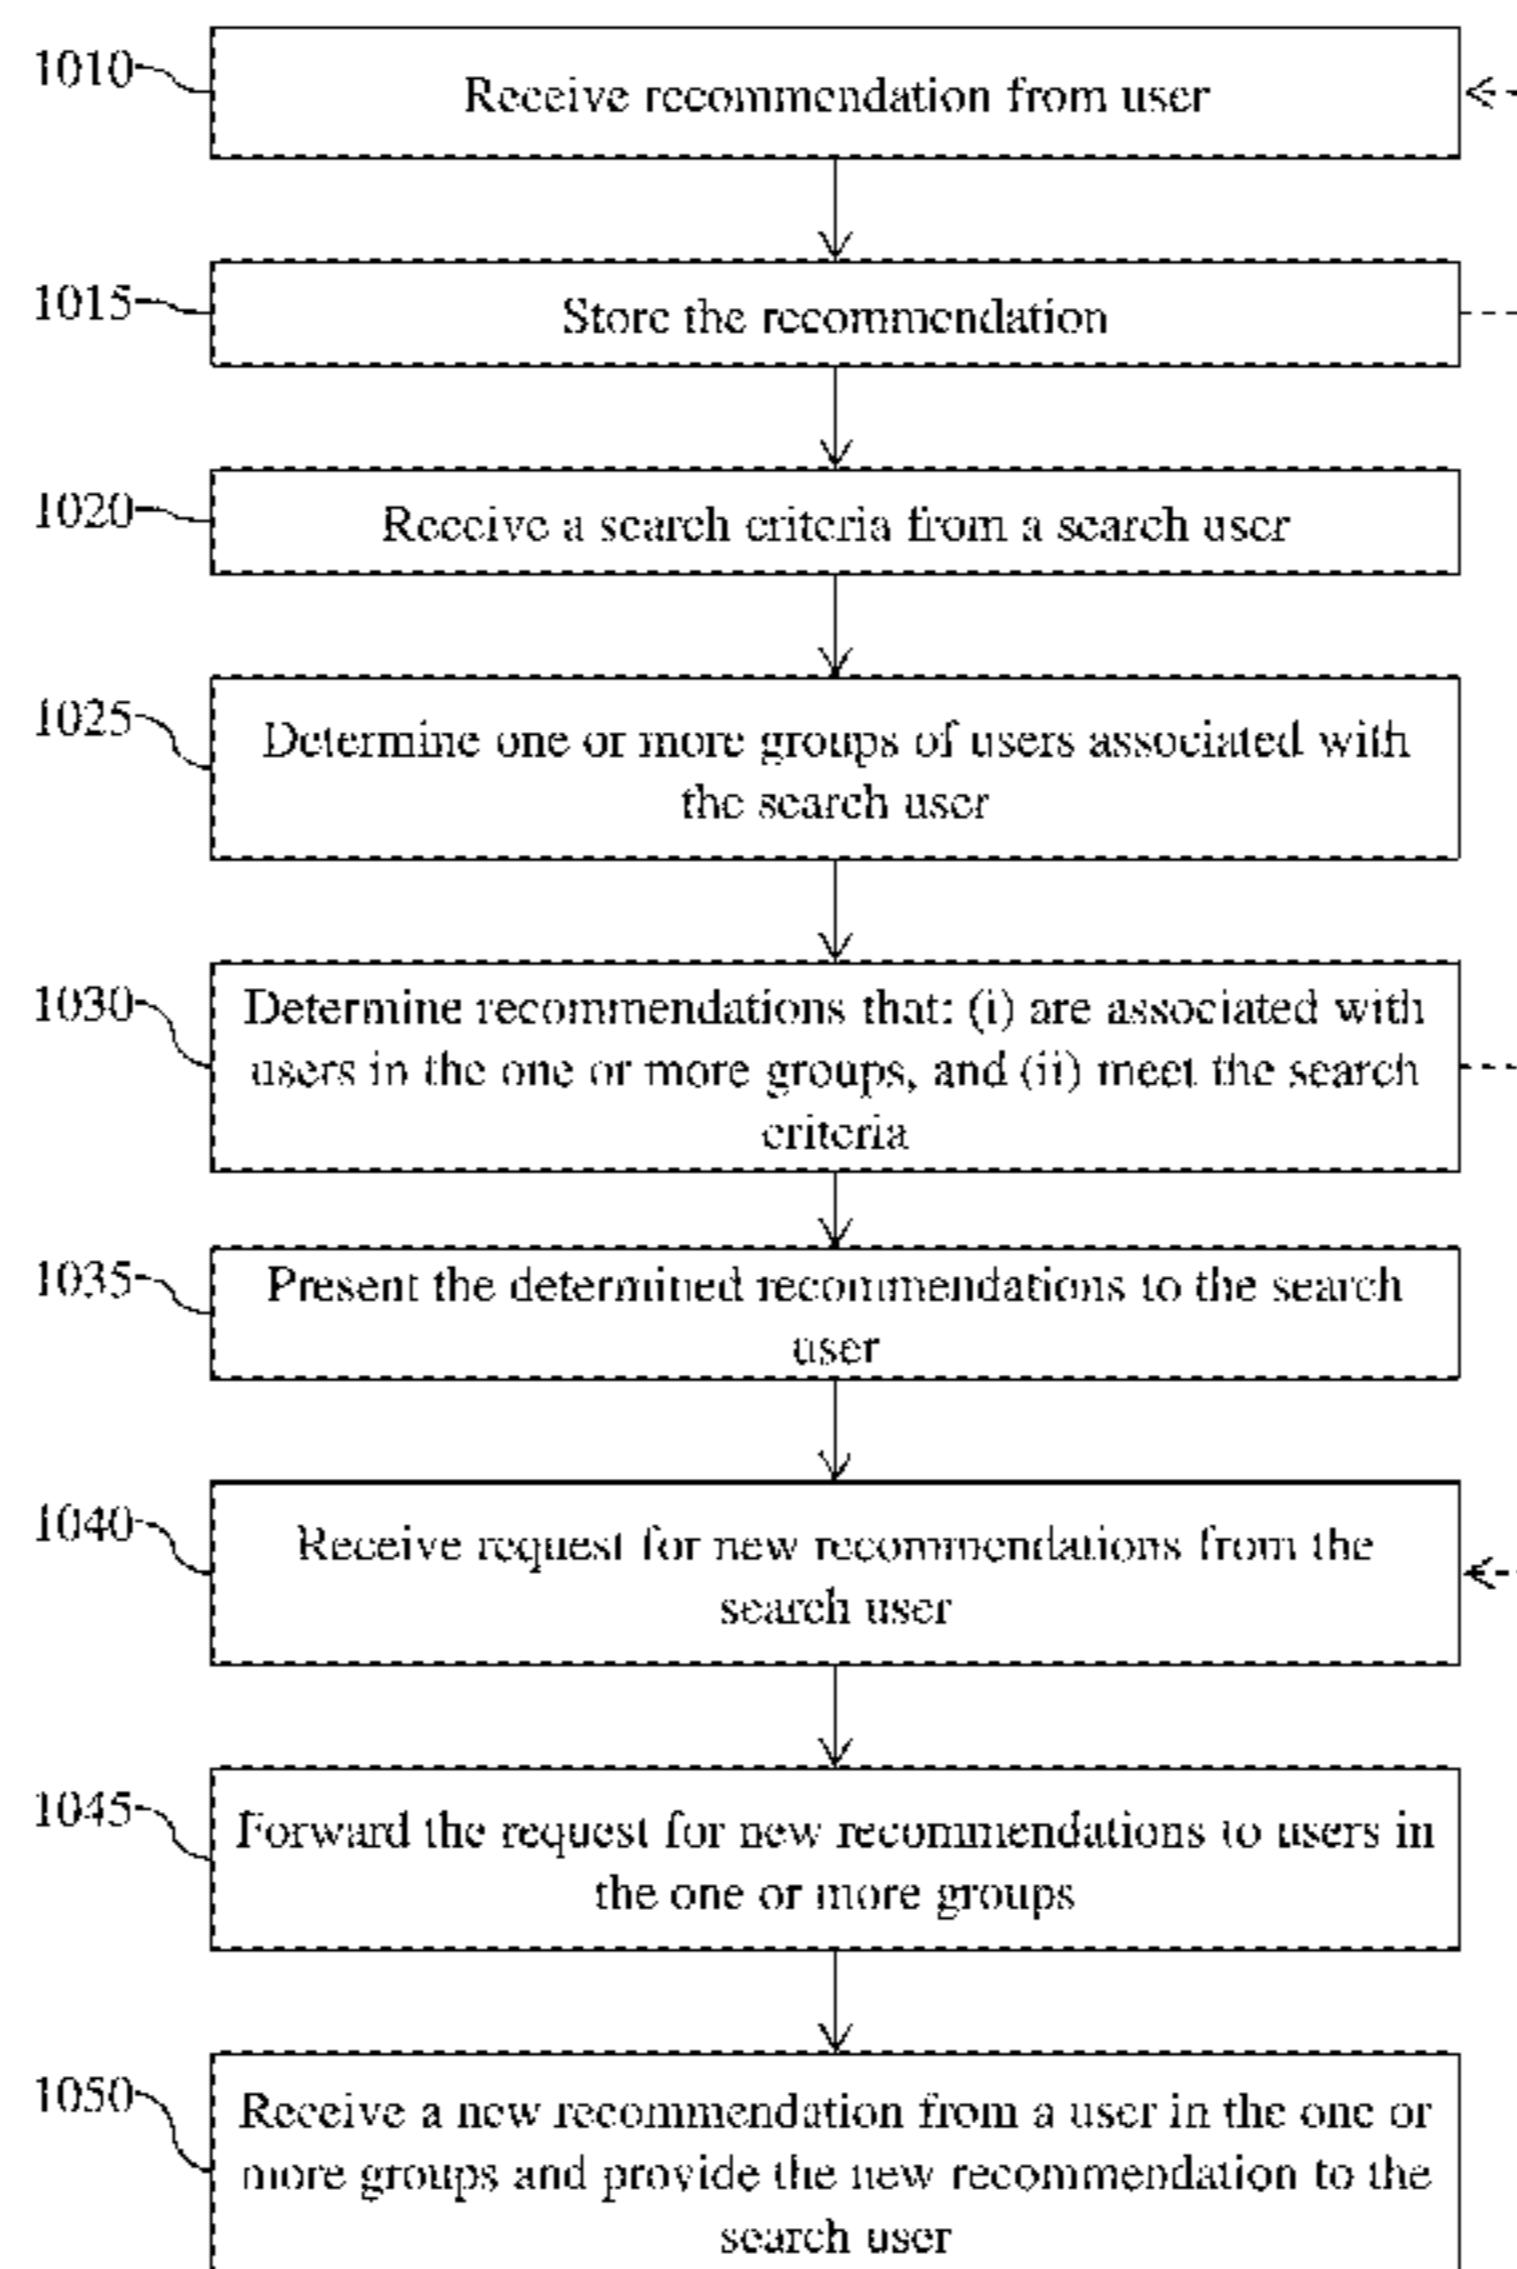 1010
Receive recommendation from user
1015
Store the recommendation
1020
Receive a search criteria from a search user
1025
Determine one or more groups of users associated with
the search user
1030
Determine recommendations that: (i) are associated with
users in the one or more groups, and (ii) meet the search
criteria
1035
Present the determined recommendations to the search
user
1040
Receive request for new recommendations from the
search user
1045
Forward the request for new recommendations to users in
the one or more groups
1050
Receive a new recommendation from a user in the one or
more groups and provide the new recommendation to the
search user